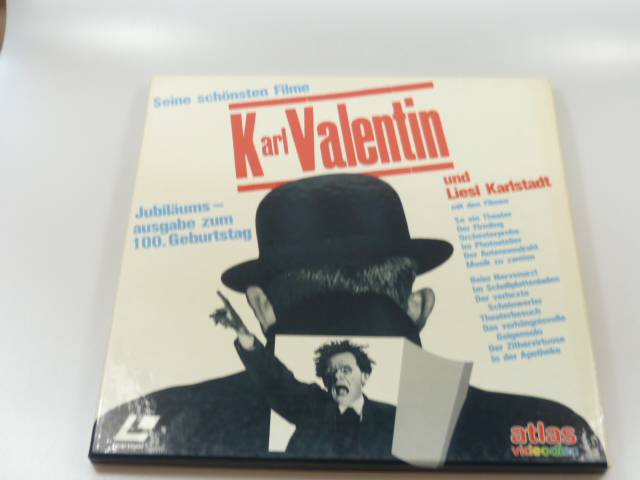 Seine schönsten Filme
Karl Valentin
und
Liesl Karlstadt
mit den Filmen
Jubiläums-
ausgabe zum
100. Geburtstag
So ein Theater
Der Firmling
Orchesterprobe
Im Photoatelier
Der Antennendraht
Musik zu zweien
Beim Nervenarzt
Im Schallplattenladen
Der verhexte
Scheinwerfer
Theaterbesuch
Das verhängnisvolle
Geigensolo
Der Zithervirtuose
In der Apotheke
atlas
videodisc